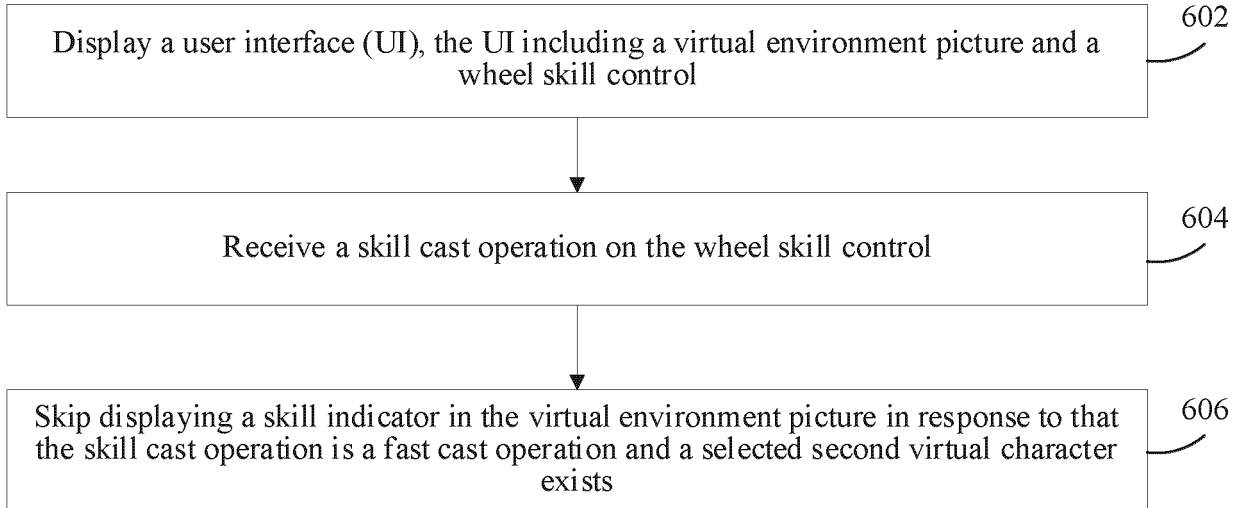 Display a user interface (UI), the UI including a virtual environment picture and a
wheel skill control
602
Receive a skill cast operation on the wheel skill control
604
Skip displaying a skill indicator in the virtual environment picture in response to that
the skill cast operation is a fast cast operation and a selected second virtual character
exists
606